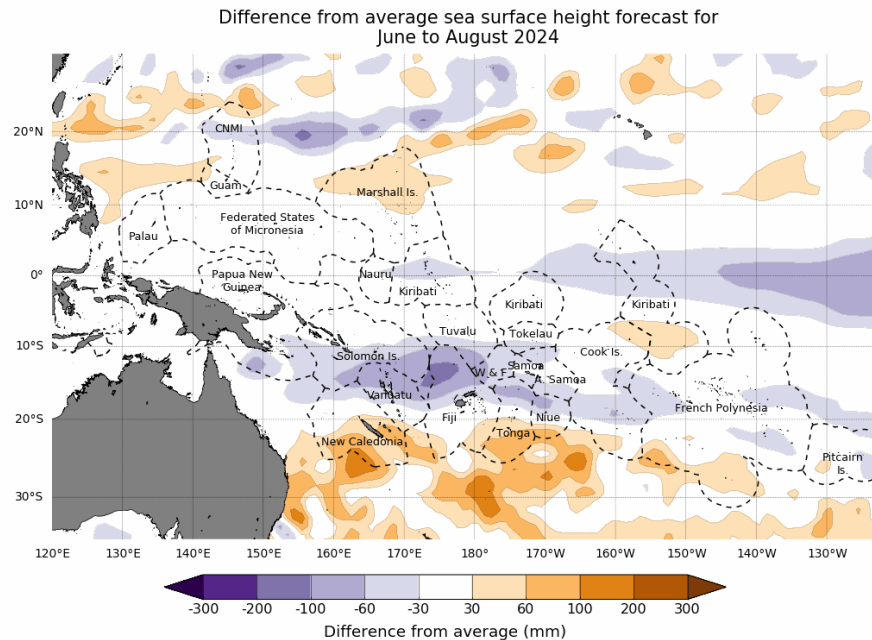 Difference from average sea surface height forecast for
June to August 2024
20°N
10°N
0°
10°S
20°S
30°S
CNMI
Guam
Marshall Is.
Federated States
of Micronesia
Palau
Papua New
Guinea
Nauru
Kiribati
Kiribati
Kiribati
Tuvalu
Tokelau
Solomon Is.
Cook Is.
W & F
Samoa
A. Samoa
Vanuatu
Fiji
Niue
French Polynesia
Tonga
New Caledonia
Pitcairn
Is.
120°E 130°E 140°E 150°E 160°E 170°E 180° 170°W 160°W 150°W 140°W 130°W
-300 -200 -100 -60 -30 30 60 100 200 300
Difference from average (mm)